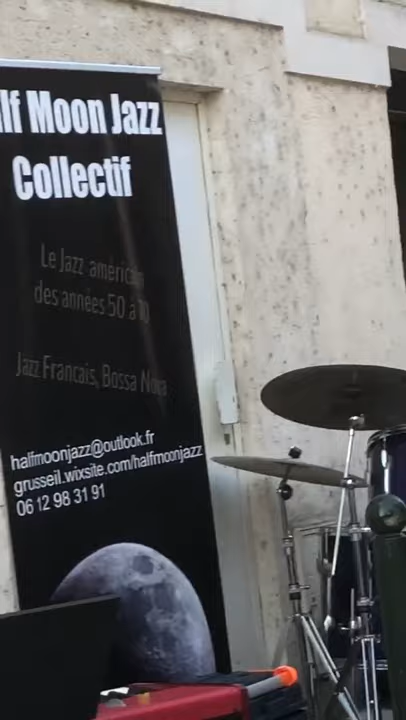 lf Moon Jazz
Collectif
Le Jazz américain
des années 50 à 70
Jazz Francais, Bossa Nova
halfmoonjazz@outlook.fr
grusseil.wixsite.com/halfmoonjazz
06 12 98 31 91